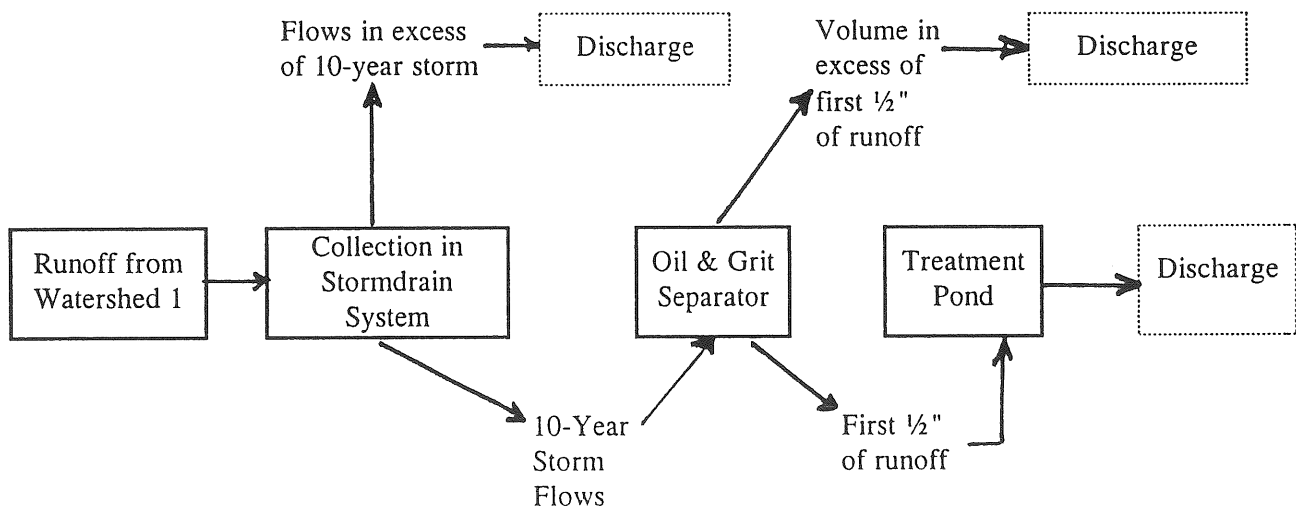 Flows in excess
of 10-year storm
Discharge
Volume in
excess of
first ½"
of runoff
Discharge
Runoff from
Watershed 1
Collection in
Stormdrain
System
Oil & Grit
Separator
Treatment
Pond
Discharge
10-Year
Storm
Flows
First ½"
of runoff